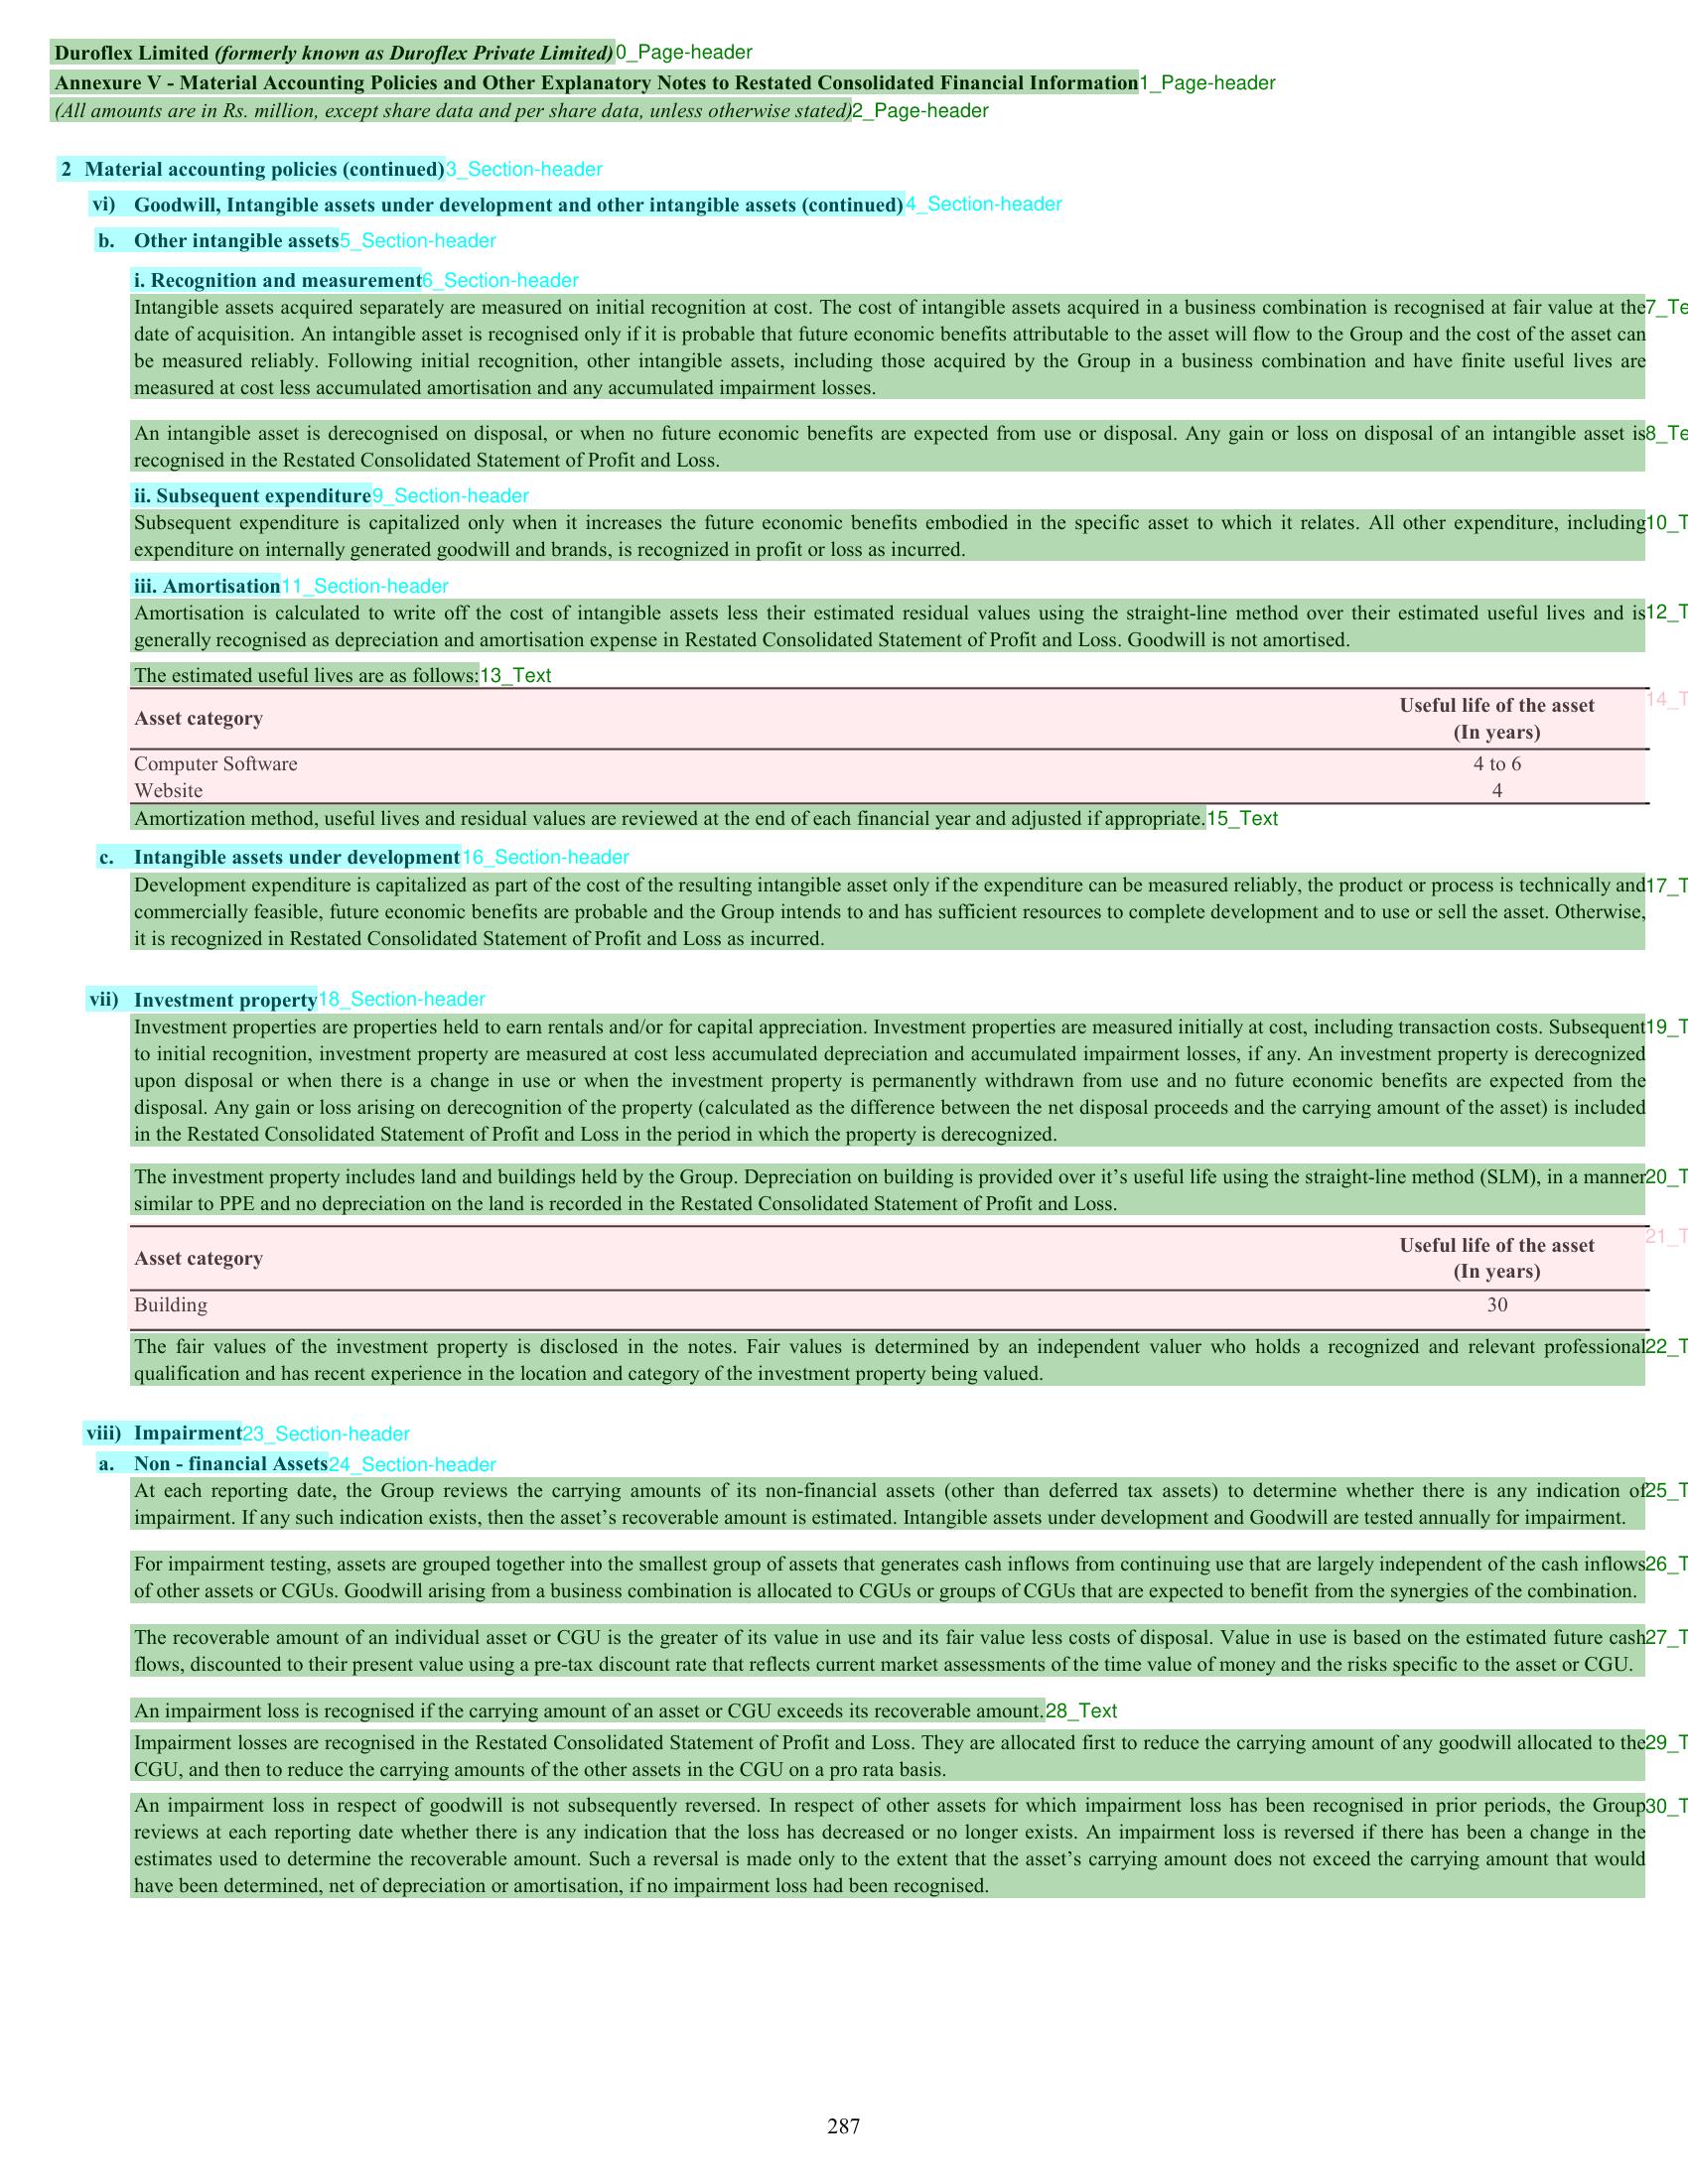 Duroflex Limited (formerly known as Duroflex Private Limited)0_Page-header
Annexure V - Material Accounting Policies and Other Explanatory Notes to Restated Consolidated Financial Information1_Page-header
(All amounts are in Rs. million, except share data and per share data, unless otherwise stated)2_Page-header
2 Material accounting policies (continued)3_Section-header
vi) Goodwill, Intangible assets under development and other intangible assets (continued)4_Section-header
b. Other intangible assets5_Section-header
i. Recognition and measurement6_Section-header
Intangible assets acquired separately are measured on initial recognition at cost. The cost of intangible assets acquired in a business combination is recognised at fair value at the7_Te
date of acquisition. An intangible asset is recognised only if it is probable that future economic benefits attributable to the asset will flow to the Group and the cost of the asset can
be measured reliably. Following initial recognition, other intangible assets, including those acquired by the Group in a business combination and have finite useful lives are
measured at cost less accumulated amortisation and any accumulated impairment losses.
An intangible asset is derecognised on disposal, or when no future economic benefits are expected from use or disposal. Any gain or loss on disposal of an intangible asset is8_Te
recognised in the Restated Consolidated Statement of Profit and Loss.
ii. Subsequent expenditure9_Section-header
Subsequent expenditure is capitalized only when it increases the future economic benefits embodied in the specific asset to which it relates. All other expenditure, including10_T
expenditure on internally generated goodwill and brands, is recognized in profit or loss as incurred.
iii. Amortisation11_Section-header
Amortisation is calculated to write off the cost of intangible assets less their estimated residual values using the straight-line method over their estimated useful lives and is12_T
generally recognised as depreciation and amortisation expense in Restated Consolidated Statement of Profit and Loss. Goodwill is not amortised.
The estimated useful lives are as follows:13_Text
14_T
Asset category Useful life of the asset
(In years)
Computer Software 4 to 6
Website 4
Amortization method, useful lives and residual values are reviewed at the end of each financial year and adjusted if appropriate.15_Text
c. Intangible assets under development16_Section-header
Development expenditure is capitalized as part of the cost of the resulting intangible asset only if the expenditure can be measured reliably, the product or process is technically and17_T
commercially feasible, future economic benefits are probable and the Group intends to and has sufficient resources to complete development and to use or sell the asset. Otherwise,
it is recognized in Restated Consolidated Statement of Profit and Loss as incurred.
vii) Investment property18_Section-header
Investment properties are properties held to earn rentals and/or for capital appreciation. Investment properties are measured initially at cost, including transaction costs. Subsequent19_T
to initial recognition, investment property are measured at cost less accumulated depreciation and accumulated impairment losses, if any. An investment property is derecognized
upon disposal or when there is a change in use or when the investment property is permanently withdrawn from use and no future economic benefits are expected from the
disposal. Any gain or loss arising on derecognition of the property (calculated as the difference between the net disposal proceeds and the carrying amount of the asset) is included
in the Restated Consolidated Statement of Profit and Loss in the period in which the property is derecognized.
The investment property includes land and buildings held by the Group. Depreciation on building is provided over it’s useful life using the straight-line method (SLM), in a manner20_T
similar to PPE and no depreciation on the land is recorded in the Restated Consolidated Statement of Profit and Loss.
21_T
Asset category Useful life of the asset
(In years)
Building 30
The fair values of the investment property is disclosed in the notes. Fair values is determined by an independent valuer who holds a recognized and relevant professional22_T
qualification and has recent experience in the location and category of the investment property being valued.
viii) Impairment23_Section-header
a. Non - financial Assets24_Section-header
At each reporting date, the Group reviews the carrying amounts of its non-financial assets (other than deferred tax assets) to determine whether there is any indication of25_T
impairment. If any such indication exists, then the asset’s recoverable amount is estimated. Intangible assets under development and Goodwill are tested annually for impairment.
For impairment testing, assets are grouped together into the smallest group of assets that generates cash inflows from continuing use that are largely independent of the cash inflows26_T
of other assets or CGUs. Goodwill arising from a business combination is allocated to CGUs or groups of CGUs that are expected to benefit from the synergies of the combination.
The recoverable amount of an individual asset or CGU is the greater of its value in use and its fair value less costs of disposal. Value in use is based on the estimated future cash27_T
flows, discounted to their present value using a pre-tax discount rate that reflects current market assessments of the time value of money and the risks specific to the asset or CGU.
An impairment loss is recognised if the carrying amount of an asset or CGU exceeds its recoverable amount.28_Text
Impairment losses are recognised in the Restated Consolidated Statement of Profit and Loss. They are allocated first to reduce the carrying amount of any goodwill allocated to the29_T
CGU, and then to reduce the carrying amounts of the other assets in the CGU on a pro rata basis.
An impairment loss in respect of goodwill is not subsequently reversed. In respect of other assets for which impairment loss has been recognised in prior periods, the Group30_T
reviews at each reporting date whether there is any indication that the loss has decreased or no longer exists. An impairment loss is reversed if there has been a change in the
estimates used to determine the recoverable amount. Such a reversal is made only to the extent that the asset’s carrying amount does not exceed the carrying amount that would
have been determined, net of depreciation or amortisation, if no impairment loss had been recognised.
287